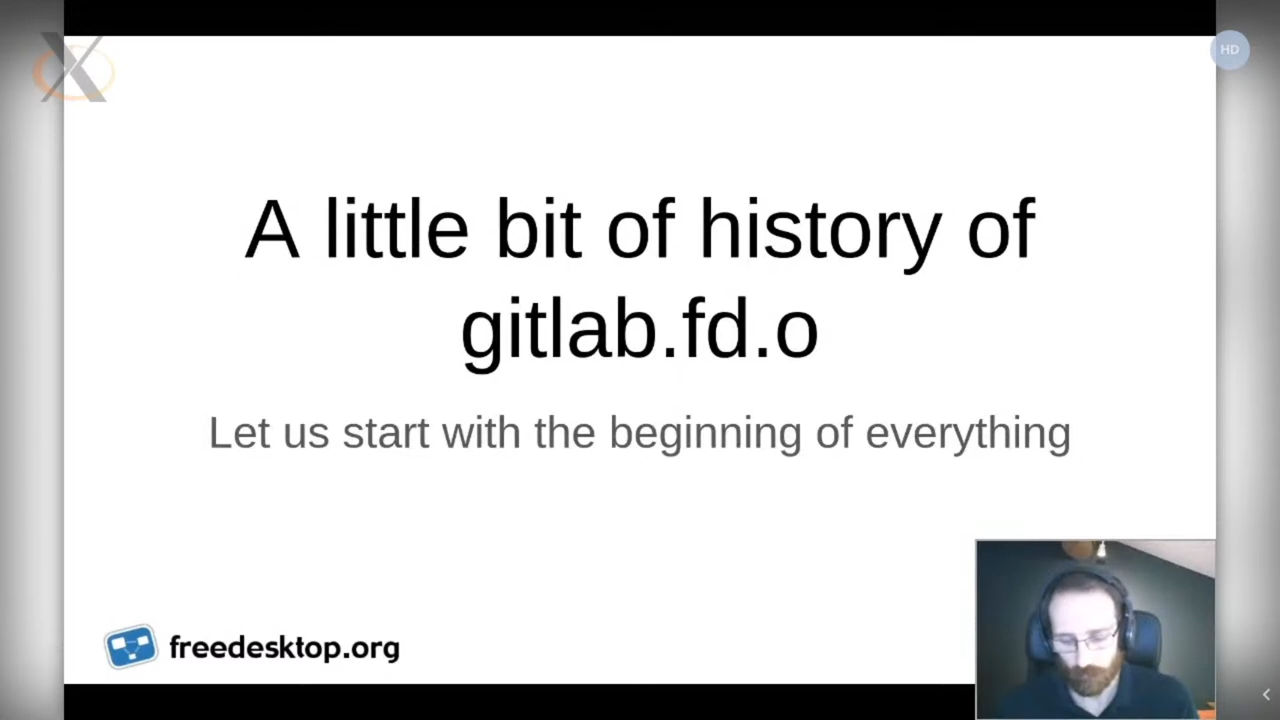 HD
A little bit of history of
gitlab.fd.o
Let us start with the beginning of everything
freedesktop.org